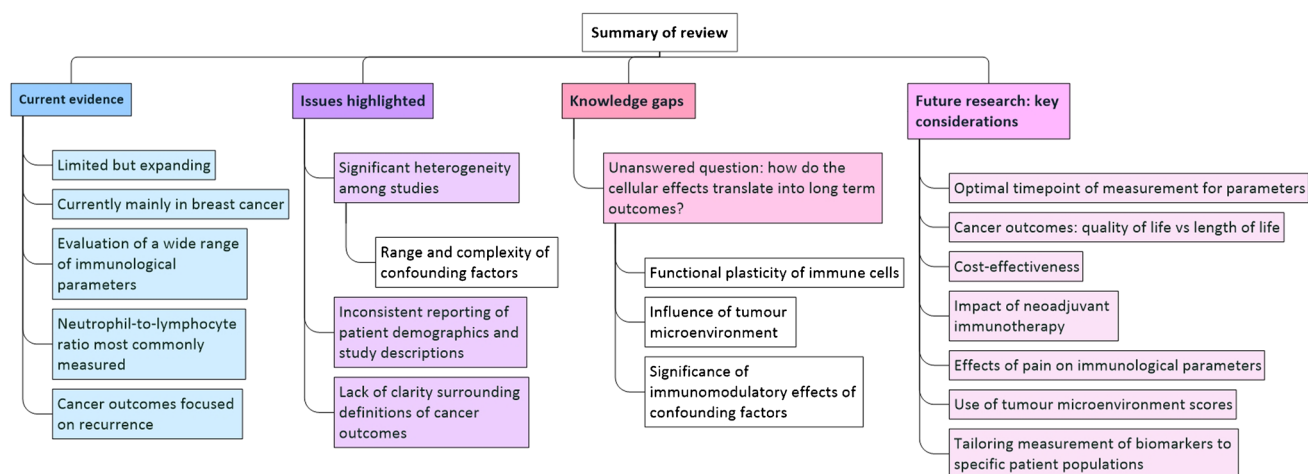 Summary of review
Current evidence
Limited but expanding
Currently mainly in breast cancer
Evaluation of a wide range
of immunological
parameters
Neutrophil-to-lymphocyte
ratio most commonly
measured
Cancer outcomes focused
on recurrence
Issues highlighted
Significant heterogeneity
among studies
Range and complexity of
confounding factors
Inconsistent reporting of
patient demographics and
study descriptions
Lack of clarity surrounding
definitions of cancer
outcomes
Knowledge gaps
Unanswered question: how do the
cellular effects translate into long term
outcomes?
Functional plasticity of immune cells
Influence of tumour
microenvironment
Significance of
immunomodulatory effects of
confounding factors
Future research: key
considerations
Optimal timepoint of measurement for parameters
Cancer outcomes: quality of life vs length of life
Cost-effectiveness
Impact of neoadjuvant
immunotherapy
Effects of pain on immunological parameters
Use of tumour microenvironment scores
Tailoring measurement of biomarkers to
specific patient populations